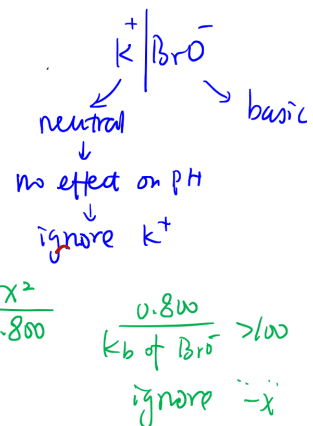 K⁺ | BrO⁻
neutral
basic
no effect on pH
ignore K⁺
x²
.800
0.800
Kb of BrO⁻
>100
ignore "-x"